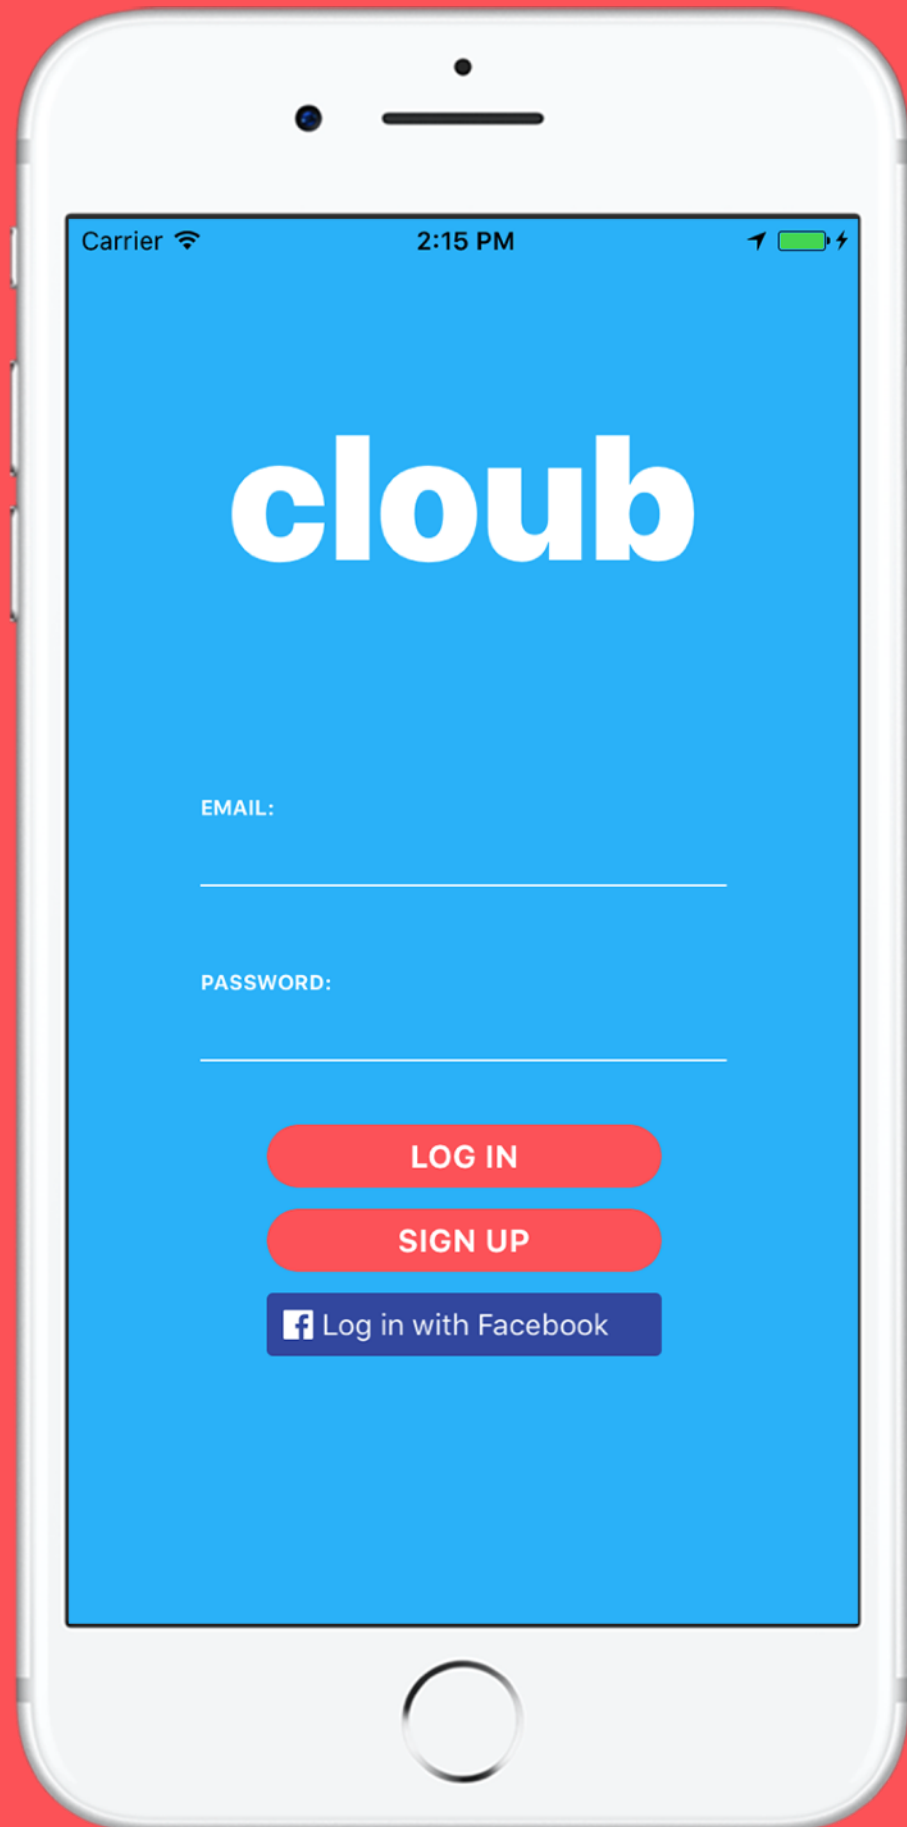 Carrier 2:15 PM
cloub
EMAIL:
PASSWORD:
LOG IN
SIGN UP
f Log in with Facebook